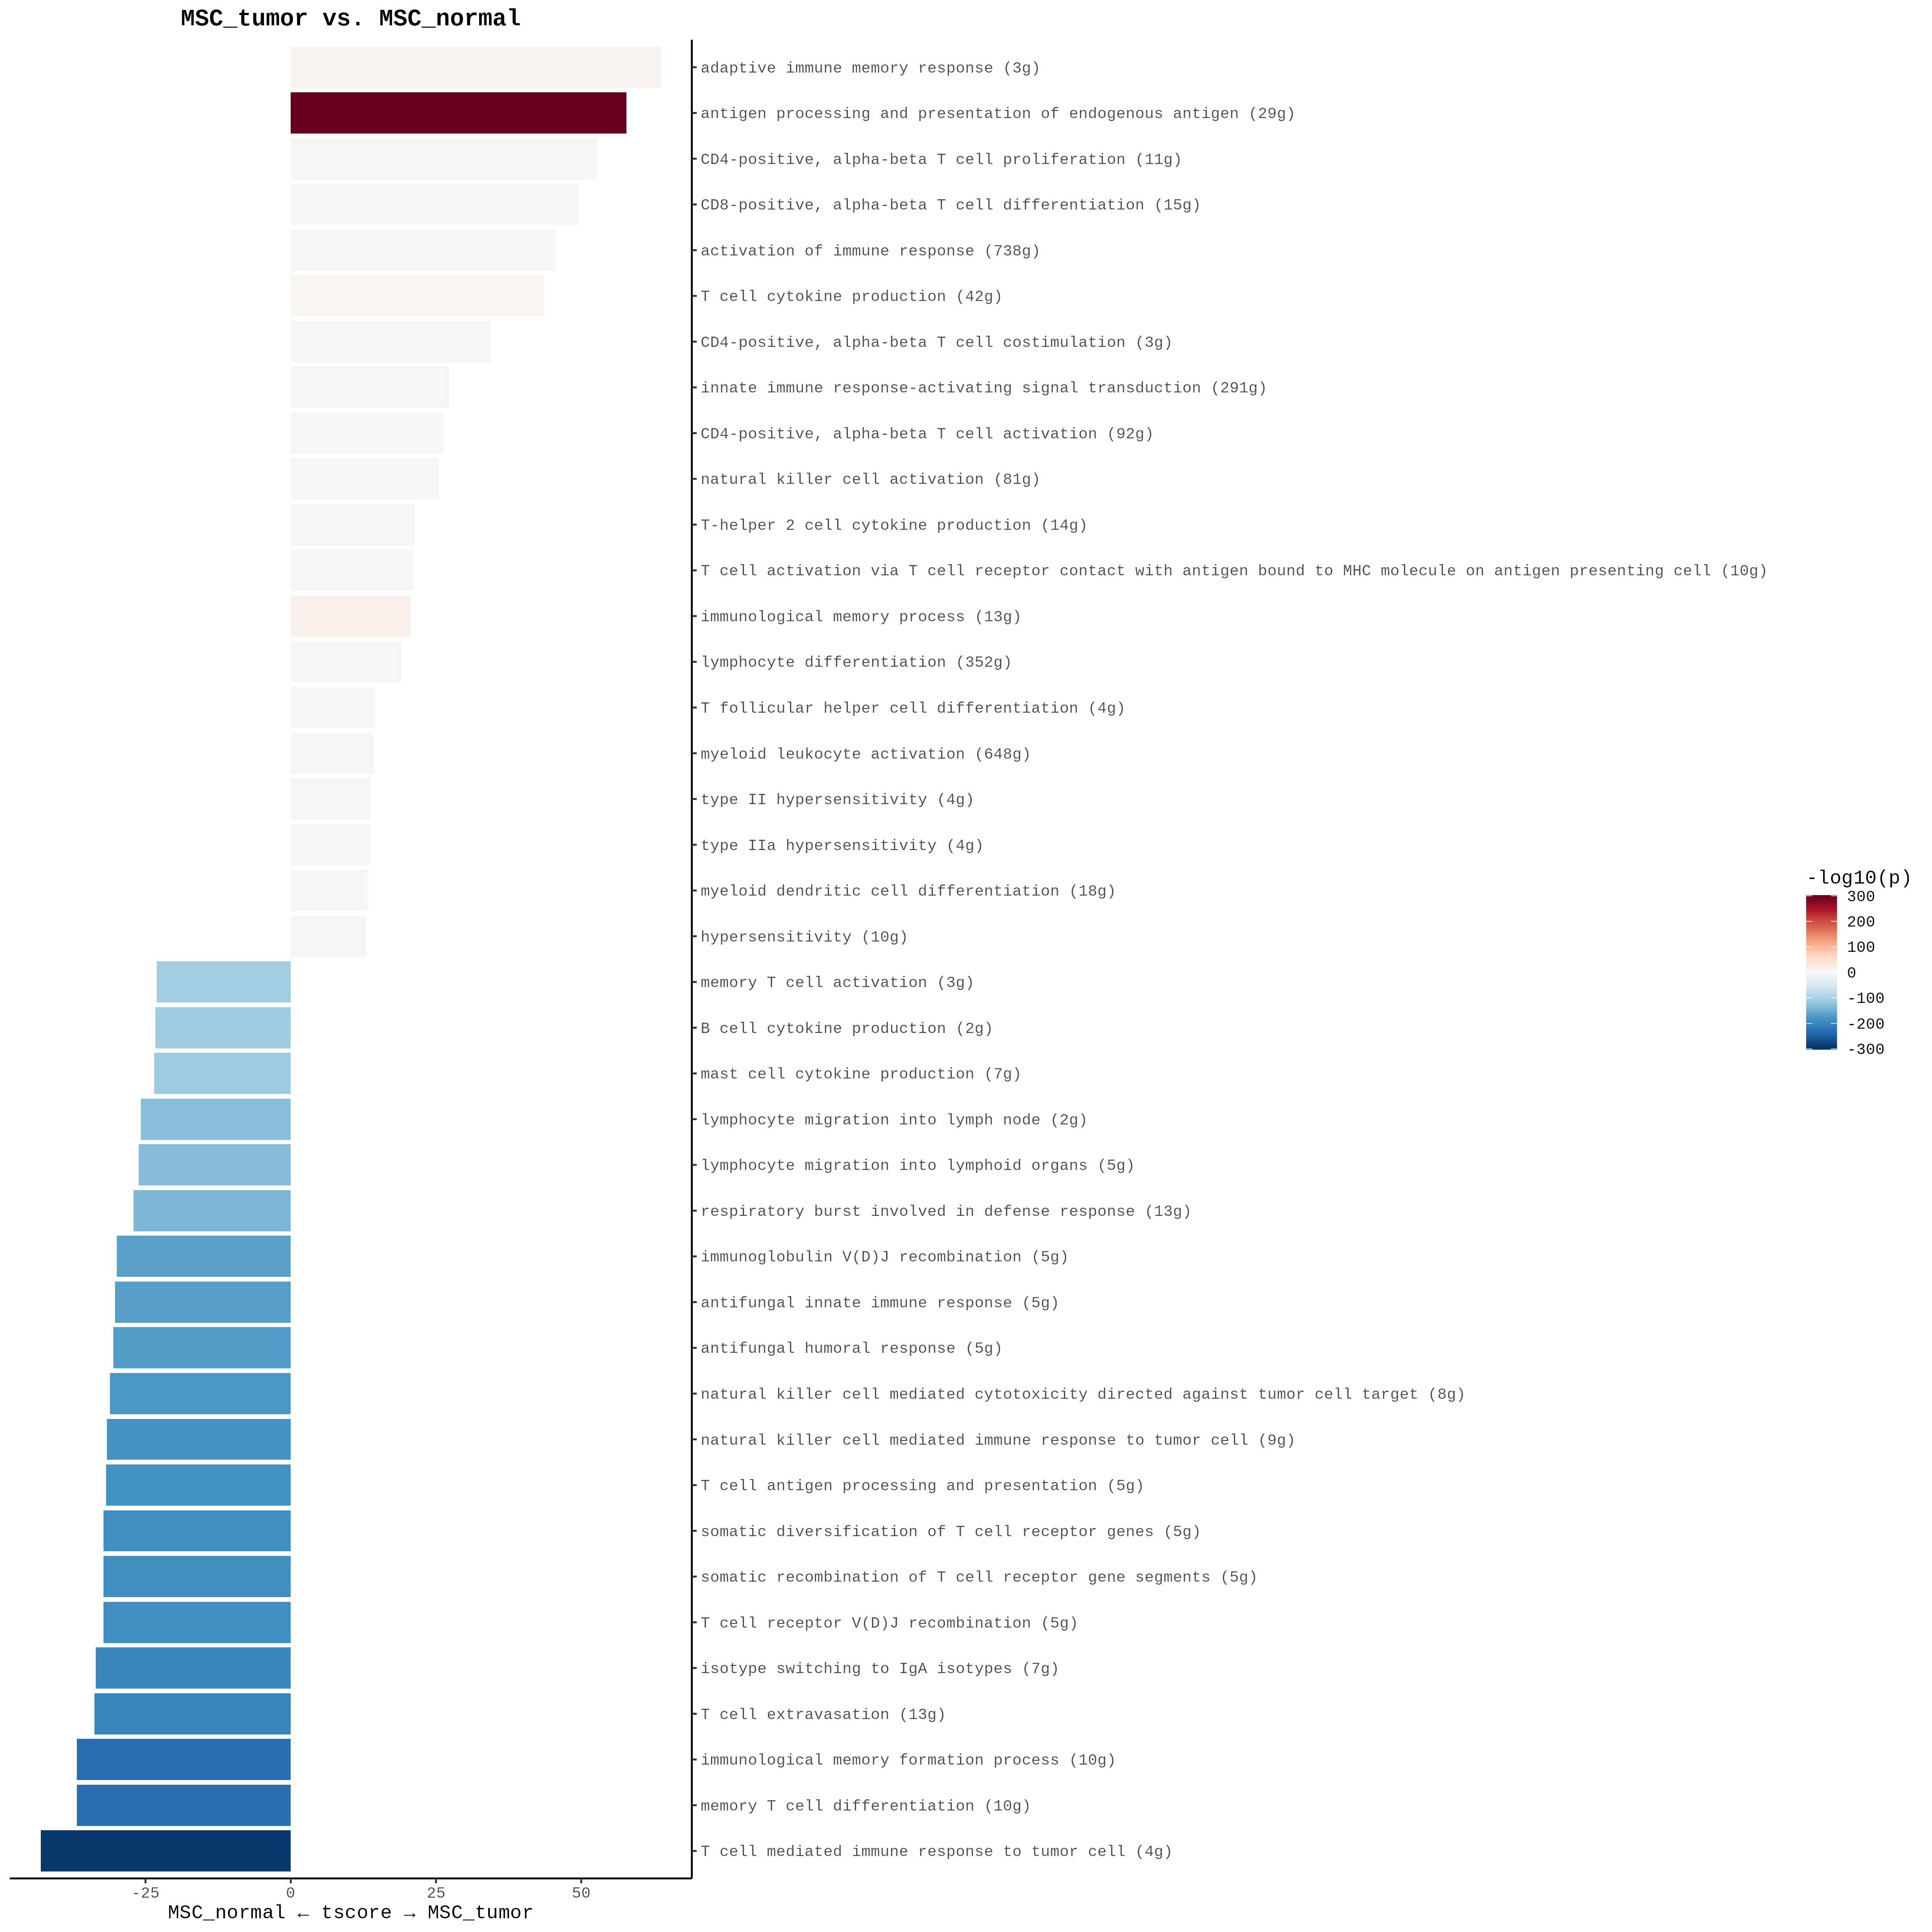 MSC_tumor vs. MSC_normal
adaptive immune memory response (3g)
antigen processing and presentation of endogenous antigen (29g)
CD4-positive, alpha-beta T cell proliferation (11g)
CD8-positive, alpha-beta T cell differentiation (15g)
activation of immune response (738g)
T cell cytokine production (42g)
CD4-positive, alpha-beta T cell costimulation (3g)
innate immune response-activating signal transduction (291g)
CD4-positive, alpha-beta T cell activation (92g)
natural killer cell activation (81g)
T-helper 2 cell cytokine production (14g)
T cell activation via T cell receptor contact with antigen bound to MHC molecule on antigen presenting cell (10g)
immunological memory process (13g)
lymphocyte differentiation (352g)
T follicular helper cell differentiation (4g)
myeloid leukocyte activation (648g)
type II hypersensitivity (4g)
type IIa hypersensitivity (4g)
myeloid dendritic cell differentiation (18g)
hypersensitivity (10g)
memory T cell activation (3g)
B cell cytokine production (2g)
mast cell cytokine production (7g)
lymphocyte migration into lymph node (2g)
lymphocyte migration into lymphoid organs (5g)
respiratory burst involved in defense response (13g)
immunoglobulin V(D)J recombination (5g)
antifungal innate immune response (5g)
antifungal humoral response (5g)
natural killer cell mediated cytotoxicity directed against tumor cell target (8g)
natural killer cell mediated immune response to tumor cell (9g)
T cell antigen processing and presentation (5g)
somatic diversification of T cell receptor genes (5g)
somatic recombination of T cell receptor gene segments (5g)
T cell receptor V(D)J recombination (5g)
isotype switching to IgA isotypes (7g)
T cell extravasation (13g)
immunological memory formation process (10g)
memory T cell differentiation (10g)
T cell mediated immune response to tumor cell (4g)
-25 0 25 50
MSC_normal ← tscore → MSC_tumor
-log10(p)
300
200
100
0
-100
-200
-300